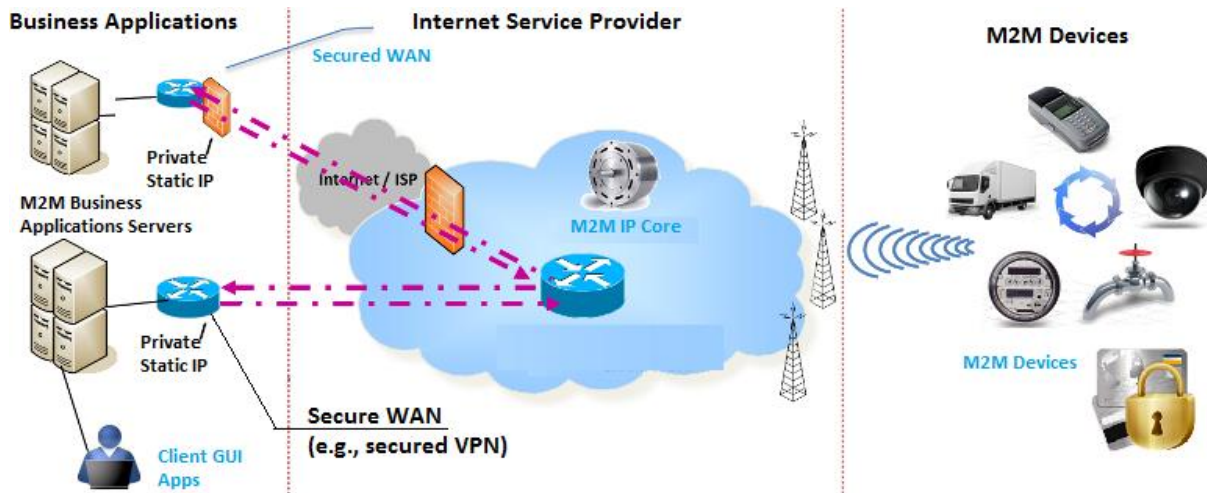 Business Applications
Internet Service Provider
M2M Devices
Secured WAN
Private
Static IP
Internet / ISP
M2M IP Core
M2M Business
Applications Servers
Private
Static IP
M2M Devices
Secure WAN
(e.g., secured VPN)
Client GUI
Apps